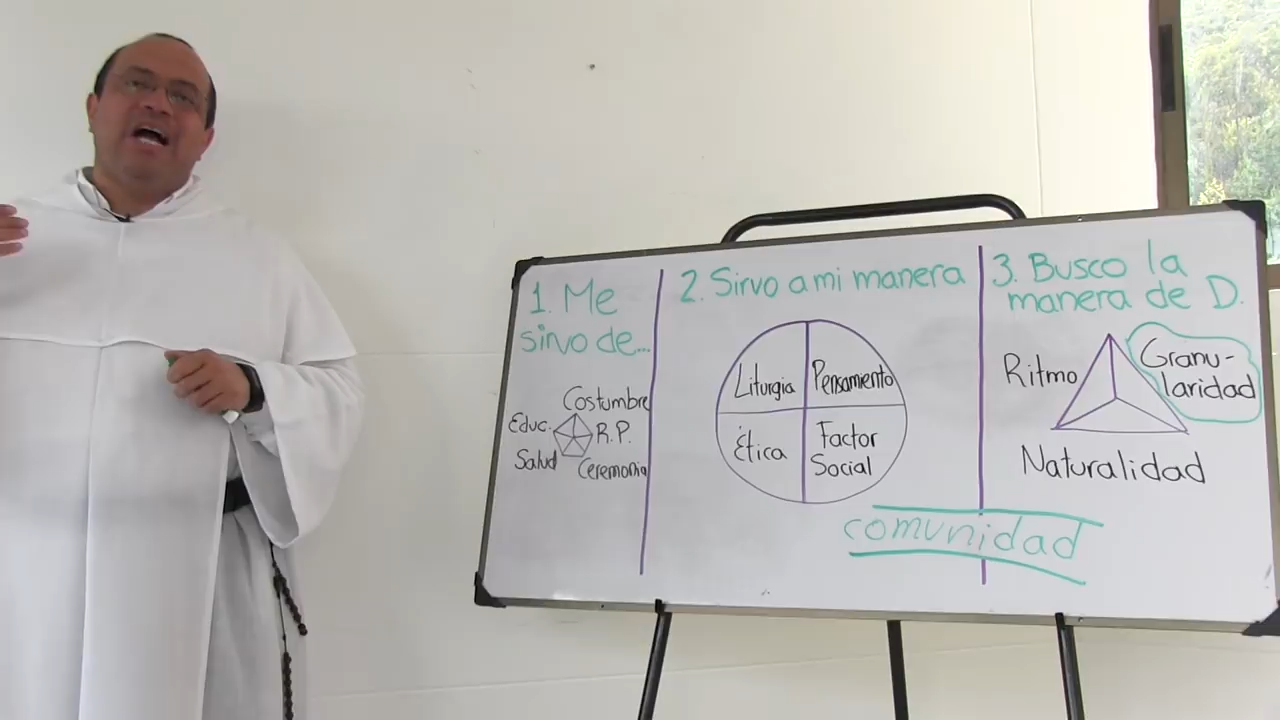 1. Me
sirvo de...
Costumbre
Educ.
R.P.
Salud
Ceremonia
2. Sirvo a mi manera
Liturgia
Pensamiento
Ética
Factor
Social
3. Busco la
manera de D.
Ritmo
Granu-
laridad
Naturalidad
comunidad